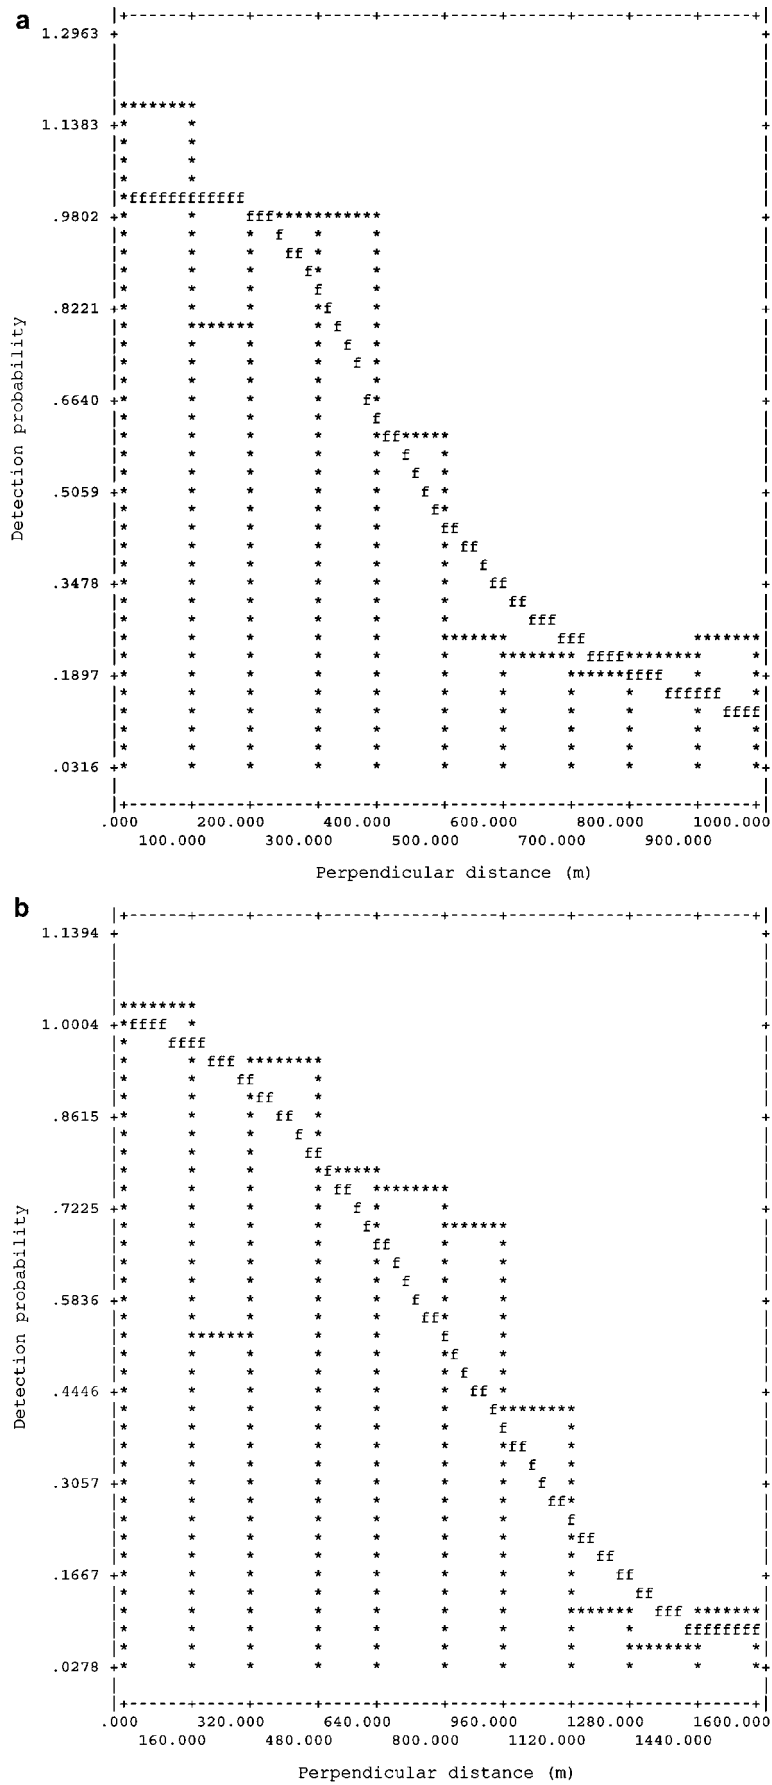 a
1.2963
1.1383
.9802
.8221
.6640
.5059
.3478
.1897
.0316
Detection probability
.000 200.000 400.000 600.000 800.000 1000.000
100.000 300.000 500.000 700.000 900.000
Perpendicular distance (m)
b
1.1394
1.0004
.8615
.7225
.5836
.4446
.3057
.1667
.0278
Detection probability
.000 320.000 640.000 960.000 1280.000 1600.000
160.000 480.000 800.000 1120.000 1440.000
Perpendicular distance (m)